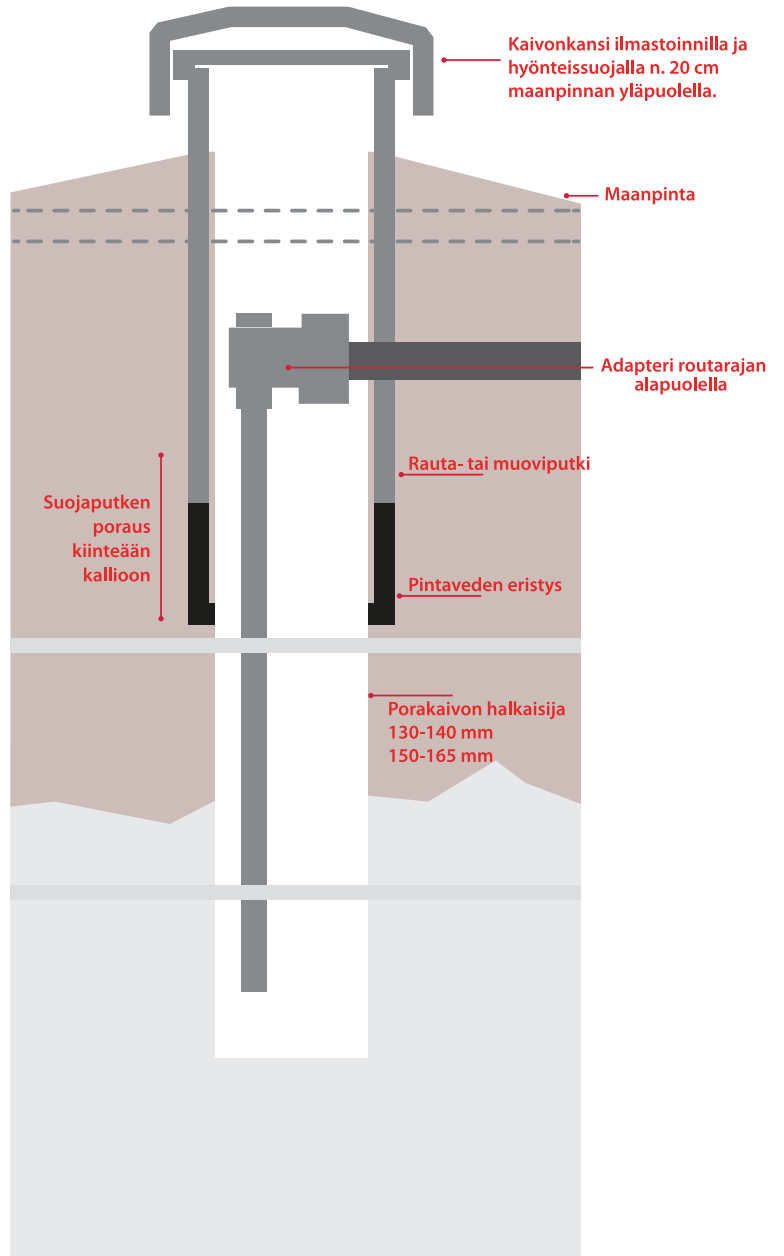 Kaivonkansi ilmastoinnilla ja
hyönteissuojalla n. 20 cm
maanpinnan yläpuolella.
Maanpinta
Adapteri routarajan
alapuolella
Rauta- tai muoviputki
Suojaputken
poraus
kiinteään
kallioon
Pintaveden eristys
Porakaivon halkaisija
130-140 mm
150-165 mm